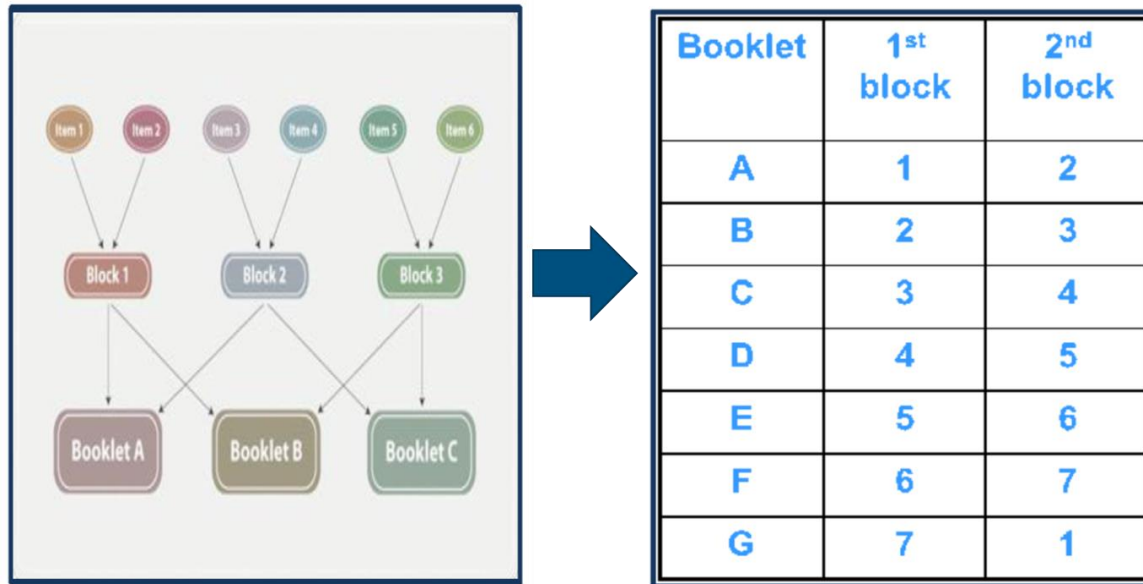 Item 1 Item 2 Item 3 Item 4 Item 5 Item 6
Block 1 Block 2 Block 3
Booklet A Booklet B Booklet C
Booklet 1st 2nd
block block
A 1 2
B 2 3
C 3 4
D 4 5
E 5 6
F 6 7
G 7 1